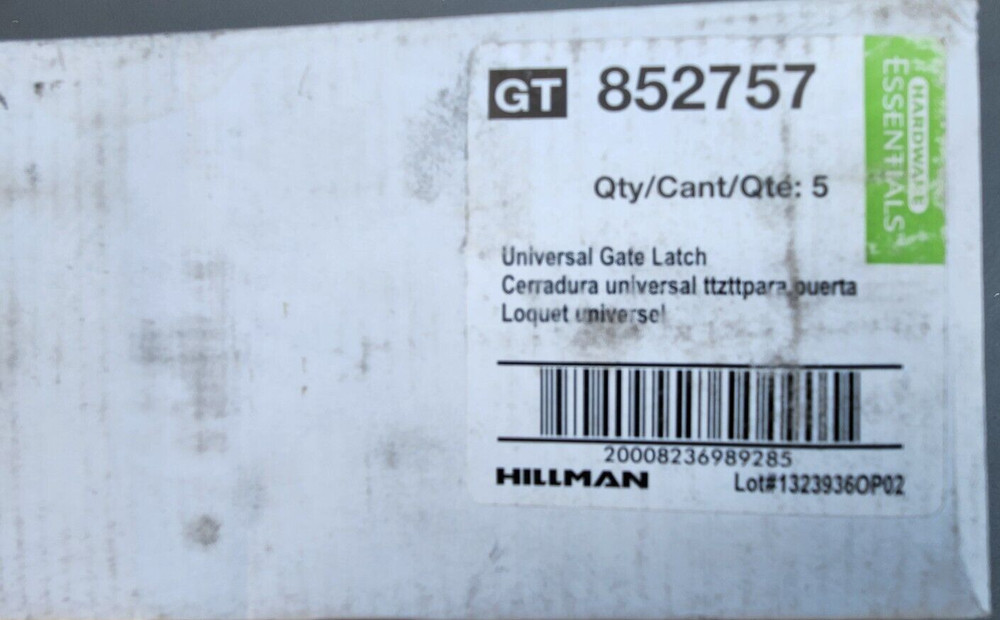 GT 852757
HARDWARE
ESSENTIALS
Qty/Cant/Qté: 5
Universal Gate Latch
Cerradura universal ttzttpara puerta
Loquet universel
20008236989285
HILLMAN Lot#1323936OP02